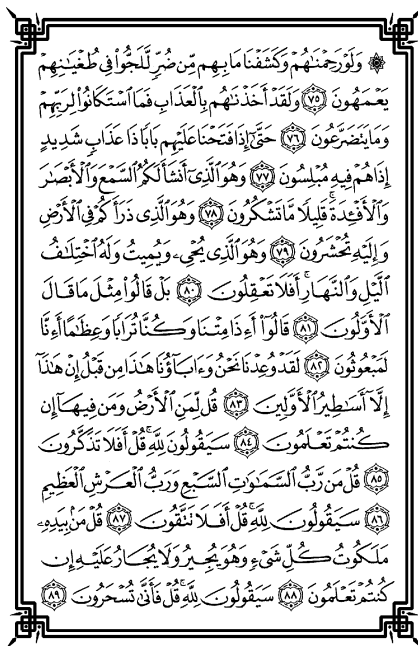 ۞ وَلَوْ رَحِمْنَٰهُمْ وَكَشَفْنَا مَا بِهِم مِّن ضُرٍّ لَّلَجُّوا۟ فِى طُغْيَٰنِهِمْ
يَعْمَهُونَ ٧٥ وَلَقَدْ أَخَذْنَٰهُم بِٱلْعَذَابِ فَمَا ٱسْتَكَانُوا۟ لِرَبِّهِمْ
وَمَا يَتَضَرَّعُونَ ٧٦ حَتَّىٰٓ إِذَا فَتَحْنَا عَلَيْهِم بَابًا ذَا عَذَابٍ شَدِيدٍ
إِذَا هُمْ فِيهِ مُبْلِسُونَ ٧٧ وَهُوَ ٱلَّذِىٓ أَنشَأَ لَكُمُ ٱلسَّمْعَ وَٱلْأَبْصَٰرَ
وَٱلْأَفْـِٔدَةَ ۚ قَلِيلًا مَّا تَشْكُرُونَ ٧٨ وَهُوَ ٱلَّذِى ذَرَأَكُمْ فِى ٱلْأَرْضِ
وَإِلَيْهِ تُحْشَرُونَ ٧٩ وَهُوَ ٱلَّذِى يُحْىِۦ وَيُمِيتُ وَلَهُ ٱخْتِلَٰفُ
ٱلَّيْلِ وَٱلنَّهَارِ ۚ أَفَلَا تَعْقِلُونَ ٨٠ بَلْ قَالُوا۟ مِثْلَ مَا قَالَ
ٱلْأَوَّلُونَ ٨١ قَالُوٓا۟ أَءِذَا مِتْنَا وَكُنَّا تُرَابًا وَعِظَٰمًا أَءِنَّا
لَمَبْعُوثُونَ ٨٢ لَقَدْ وُعِدْنَا نَحْنُ وَءَابَآؤُنَا هَٰذَا مِن قَبْلُ إِنْ هَٰذَآ
إِلَّآ أَسَٰطِيرُ ٱلْأَوَّلِينَ ٨٣ قُل لِّمَنِ ٱلْأَرْضُ وَمَن فِيهَآ إِن
كُنتُمْ تَعْلَمُونَ ٨٤ سَيَقُولُونَ لِلَّهِ ۚ قُلْ أَفَلَا تَذَكَّرُونَ
٨٥ قُلْ مَن رَّبُّ ٱلسَّمَٰوَٰتِ ٱلسَّبْعِ وَرَبُّ ٱلْعَرْشِ ٱلْعَظِيمِ
٨٦ سَيَقُولُونَ لِلَّهِ ۚ قُلْ أَفَلَا تَتَّقُونَ ٨٧ قُلْ مَنۢ بِيَدِهِۦ
مَلَكُوتُ كُلِّ شَىْءٍ وَهُوَ يُجِيرُ وَلَا يُجَارُ عَلَيْهِ إِن
كُنتُمْ تَعْلَمُونَ ٨٨ سَيَقُولُونَ لِلَّهِ ۚ قُلْ فَأَنَّىٰ تُسْحَرُونَ ٨٩